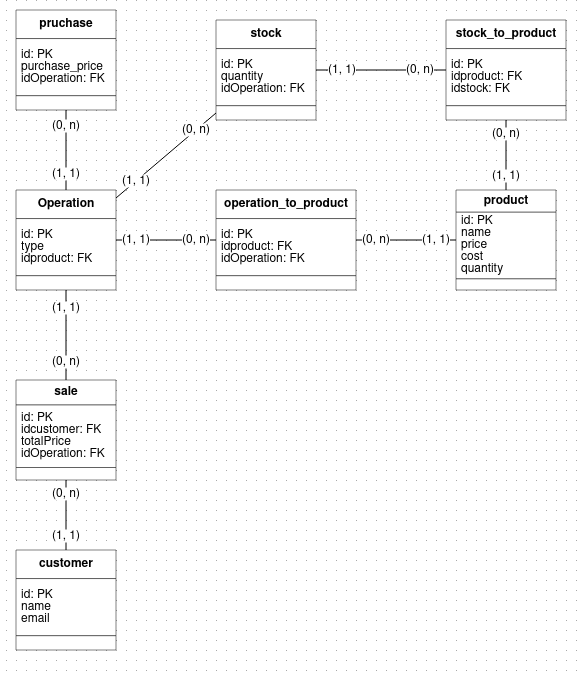 pruchase
id: PK
purchase_price
idOperation: FK
stock
id: PK
quantity
idOperation: FK
stock_to_product
id: PK
idproduct: FK
idstock: FK
(1, 1)
(0, n)
(0, n)
(0, n)
(0, n)
(1, 1)
(1, 1)
(1, 1)
Operation
id: PK
type
idproduct: FK
(1, 1)
(0, n)
operation_to_product
id: PK
idproduct: FK
idOperation: FK
(0, n)
(1, 1)
product
id: PK
name
price
cost
quantity
(1, 1)
(0, n)
sale
id: PK
idcustomer: FK
totalPrice
idOperation: FK
(0, n)
(1, 1)
customer
id: PK
name
email